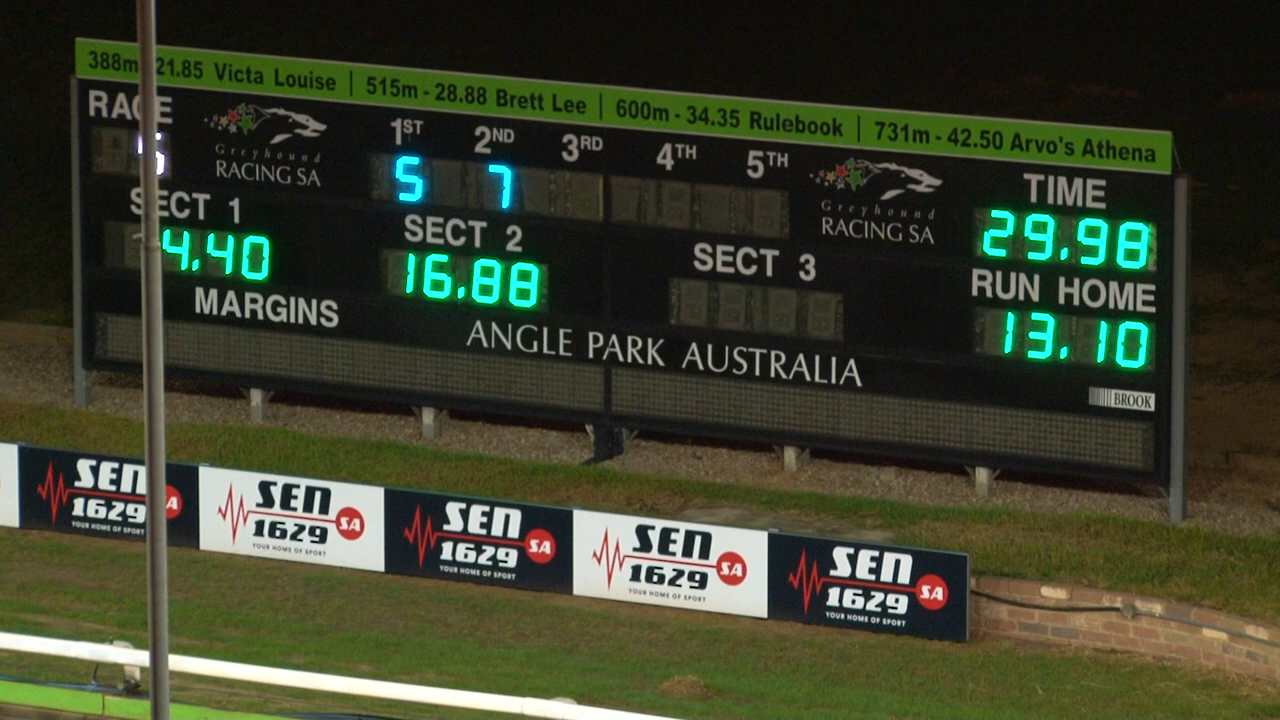 388m 21.85 Victa Louise | 515m - 28.88 Brett Lee | 600m - 34.35 Rulebook | 731m - 42.50 Arvo's Athena
RACE
Greyhound
RACING SA
1ST 2ND 3RD 4TH 5TH
5 7
Greyhound
RACING SA
TIME
29.98
SECT 1
4.40
SECT 2
16.88
SECT 3
RUN HOME
13.10
MARGINS
ANGLE PARK AUSTRALIA
BROOK
SEN
1629 SA
YOUR HOME OF SPORT
SEN
1629 SA
YOUR HOME OF SPORT
SEN
1629 SA
YOUR HOME OF SPORT
SEN
1629 SA
YOUR HOME OF SPORT
SEN
1629 SA
YOUR HOME OF SPORT